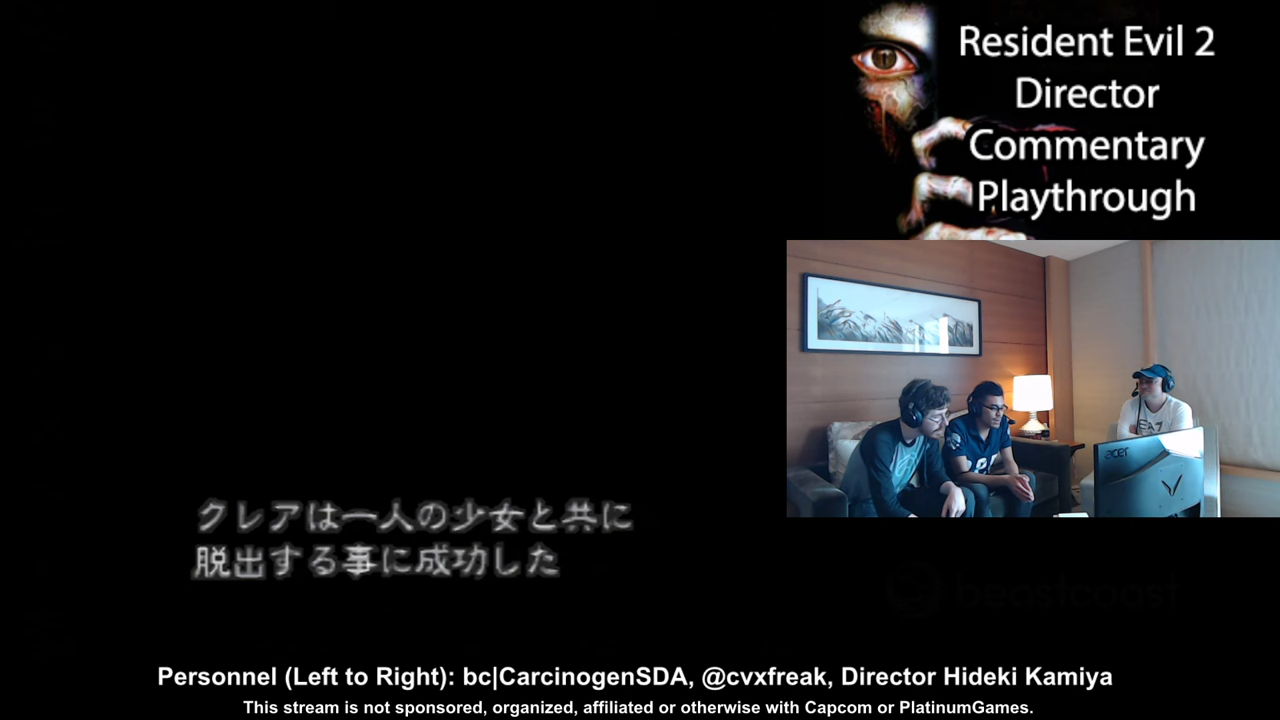 Resident Evil 2
Director
Commentary
Playthrough
acer
クレアは一人の少女と共に
脱出する事に成功した
beastcoast
Personnel (Left to Right): bc|CarcinogenSDA, @cvxfreak, Director Hideki Kamiya
This stream is not sponsored, organized, affiliated or otherwise with Capcom or PlatinumGames.